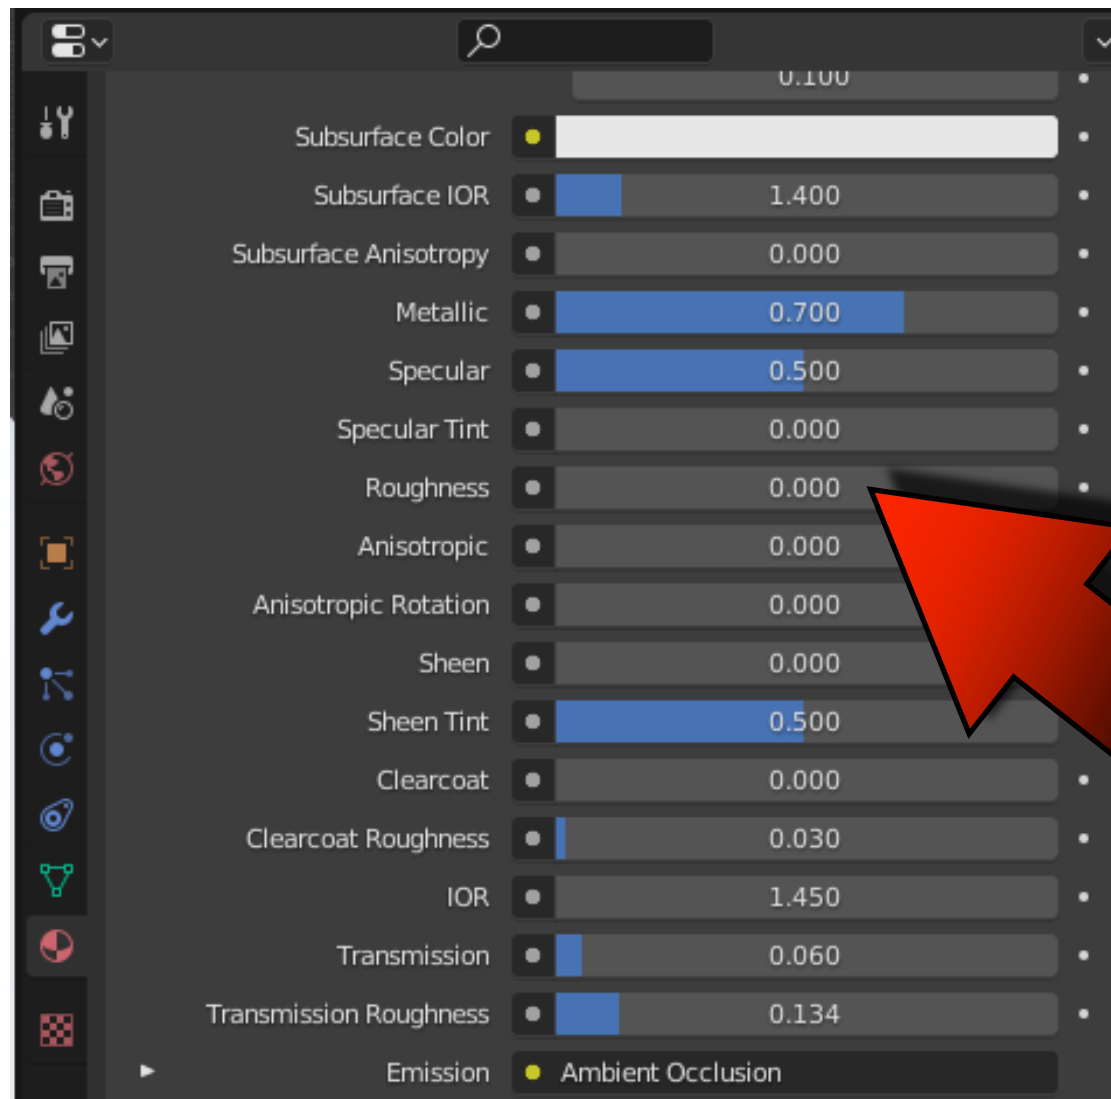 0.100
Subsurface Color
Subsurface IOR 1.400
Subsurface Anisotropy 0.000
Metallic 0.700
Specular 0.500
Specular Tint 0.000
Roughness 0.000
Anisotropic 0.000
Anisotropic Rotation 0.000
Sheen 0.000
Sheen Tint 0.500
Clearcoat 0.000
Clearcoat Roughness 0.030
IOR 1.450
Transmission 0.060
Transmission Roughness 0.134
Emission Ambient Occlusion